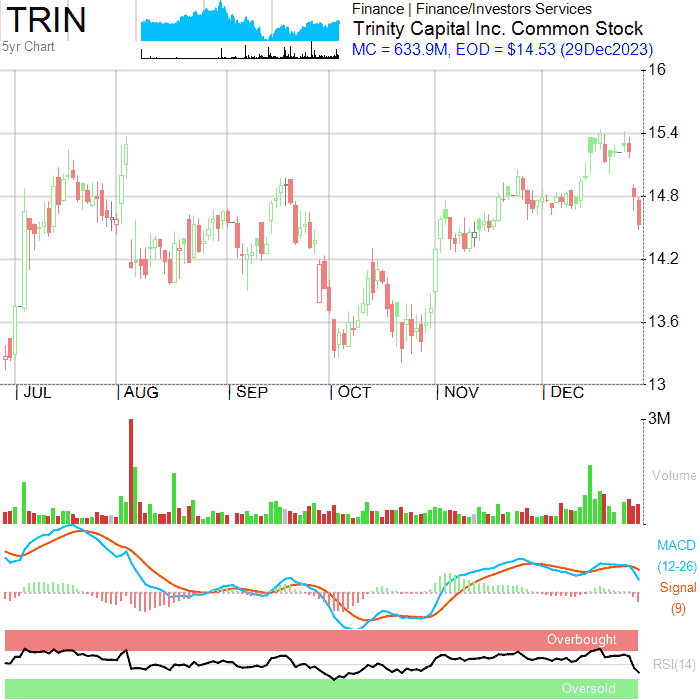 TRIN
5yr Chart
Finance | Finance/Investors Services
Trinity Capital Inc. Common Stock
MC = 633.9M, EOD = $14.53 (29Dec2023)
16
15.4
14.8
14.2
13.6
13
JUL AUG SEP OCT NOV DEC
3M
Volume
MACD
(12-26)
Signal
(9)
Overbought
RSI(14)
Oversold